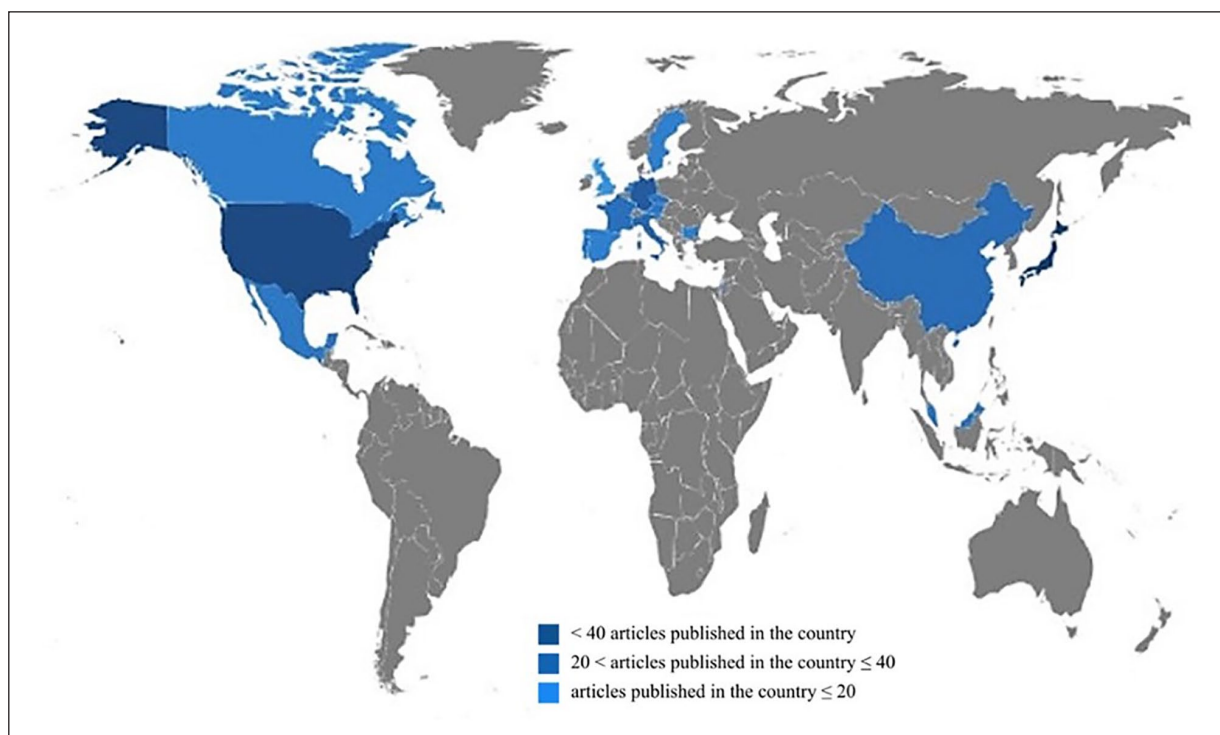 < 40 articles published in the country
20 < articles published in the country ≤ 40
articles published in the country ≤ 20